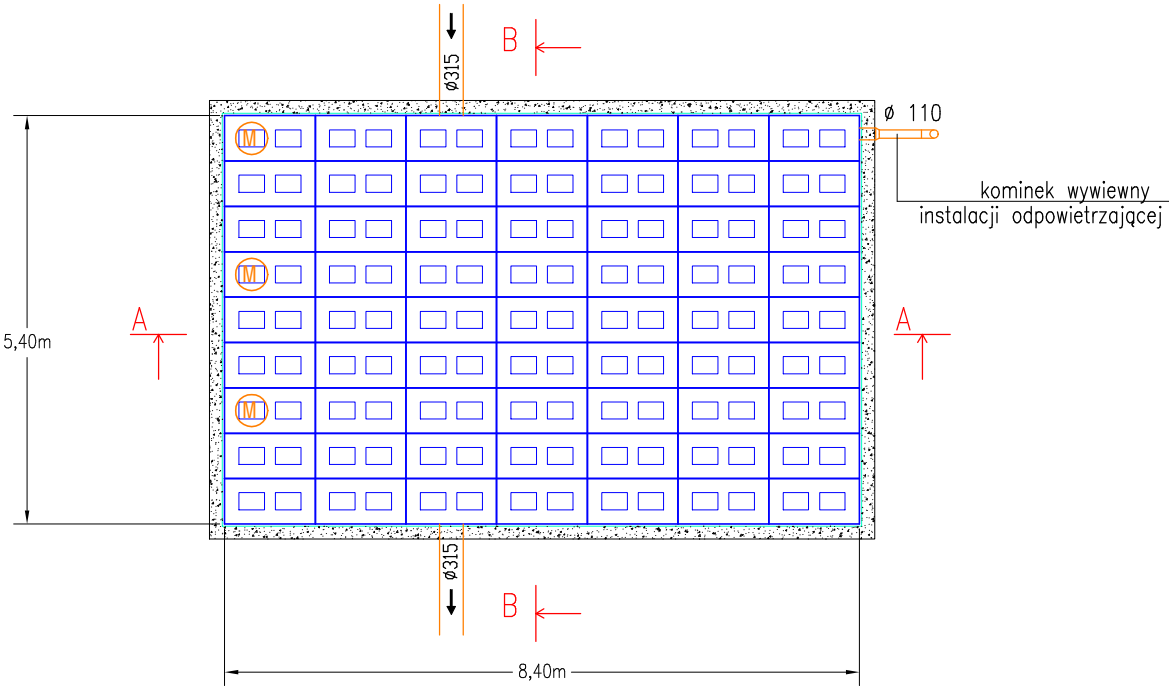 B
ø315
ø 110
M
kominek wywiewny
instalacji odpowietrzającej
M
A
A
5,40m
M
ø315
B
8,40m